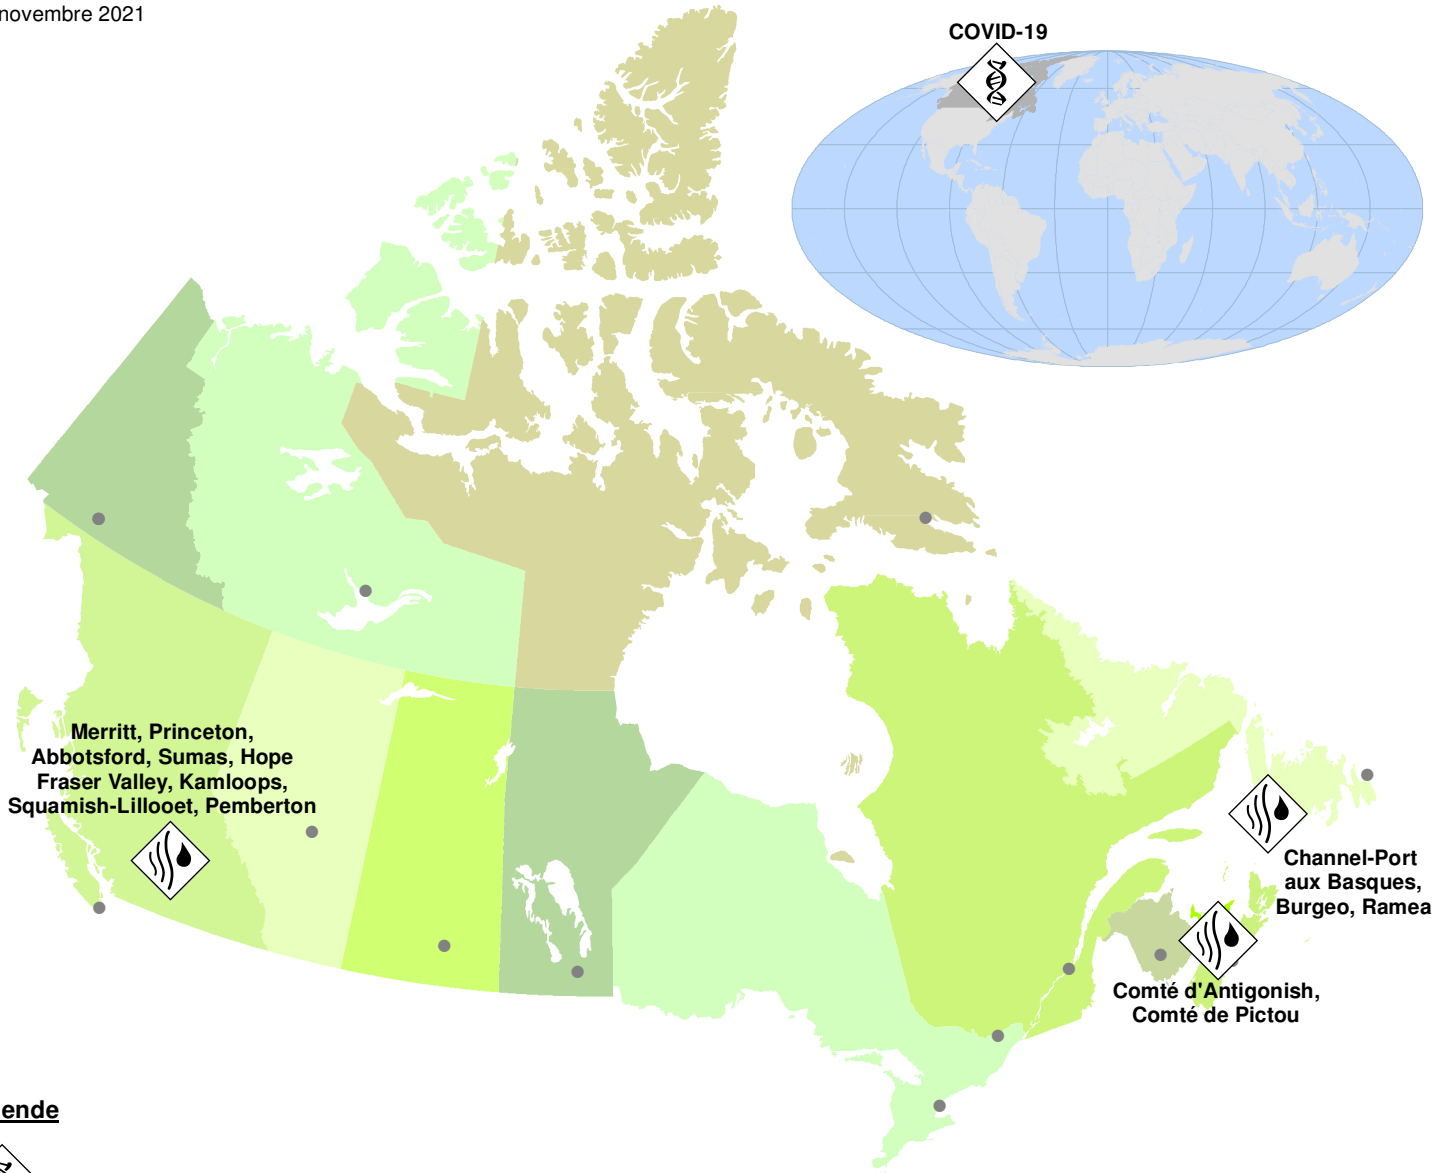 novembre 2021
COVID-19
Merritt, Princeton,
Abbotsford, Sumas, Hope
Fraser Valley, Kamloops,
Squamish-Lillooet, Pemberton
Channel-Port
aux Basques,
Burgeo, Ramea
Comté d'Antigonish,
Comté de Pictou
ende